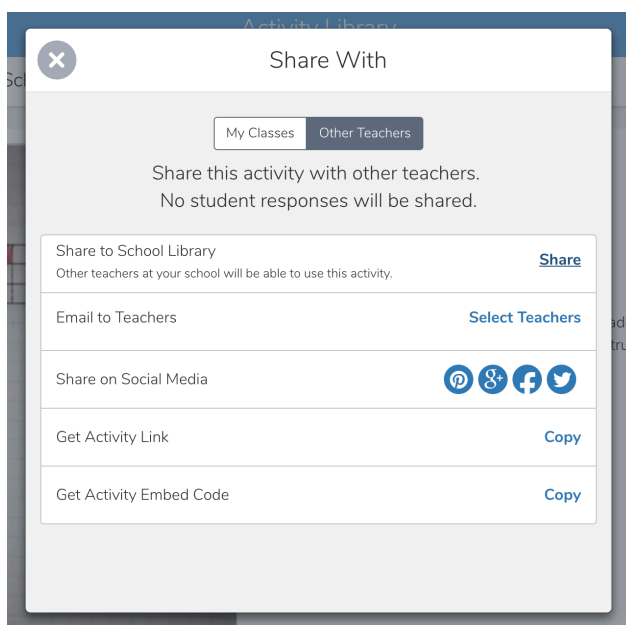 Activity Library
Share With
My Classes Other Teachers
Share this activity with other teachers.
No student responses will be shared.
Share to School Library
Share
Other teachers at your school will be able to use this activity.
Email to Teachers Select Teachers
Share on Social Media
Get Activity Link Copy
Get Activity Embed Code Copy